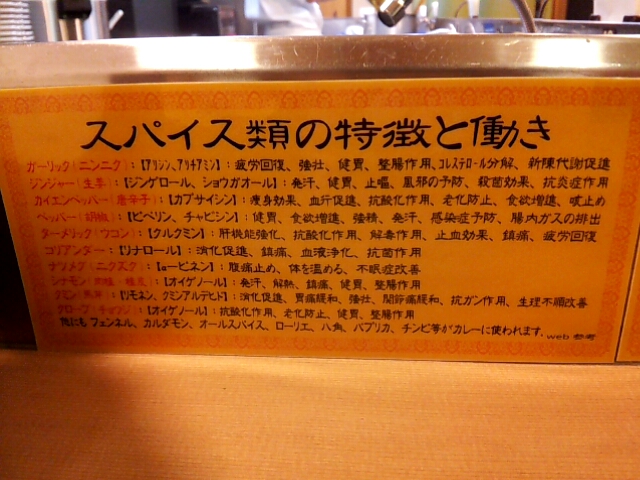 スパイス類の特徴と働き
ガーリック(ニンニク):【アリシン、アリチアミン】:疲労回復、強壮、健胃、整腸作用、コレステロール分解、新陳代謝促進
ジンジャー(生姜):【ジンゲロール、ショウガオール】:発汗、健胃、止嘔、風邪の予防、殺菌効果、抗炎症作用
カイエンペッパー(唐辛子):【カプサイシン】:痩身効果、血行促進、抗酸化作用、老化防止、食欲増進、咳止め
ペッパー(胡椒):【ピペリン、チャビシン】:健胃、食欲増進、強精、発汗、感染症予防、腸内ガスの排出
ターメリック(ウコン):【クルクミン】:肝機能強化、抗酸化作用、解毒作用、止血効果、鎮痛、疲労回復
コリアンダー:【リナロール】:消化促進、鎮痛、血液浄化、抗菌作用
ナツメグ(ニクズク):【α-ピネン】:腹痛止め、体を温める、不眠症改善
シナモン(肉桂・桂皮):【オイゲノール】:発汗、解熱、鎮痛、健胃、整腸作用
クミン(馬芹):【リモネン、クミンアルデヒド】:消化促進、胃痛緩和、強壮、関節痛緩和、抗ガン作用、生理不順改善
クローブ(チョウジ):【オイゲノール】:抗酸化作用、老化防止、健胃、整腸作用
他にもフェンネル、カルダモン、オールスパイス、ローリエ、八角、パプリカ、チンピ等がカレーに使われます。web 参考